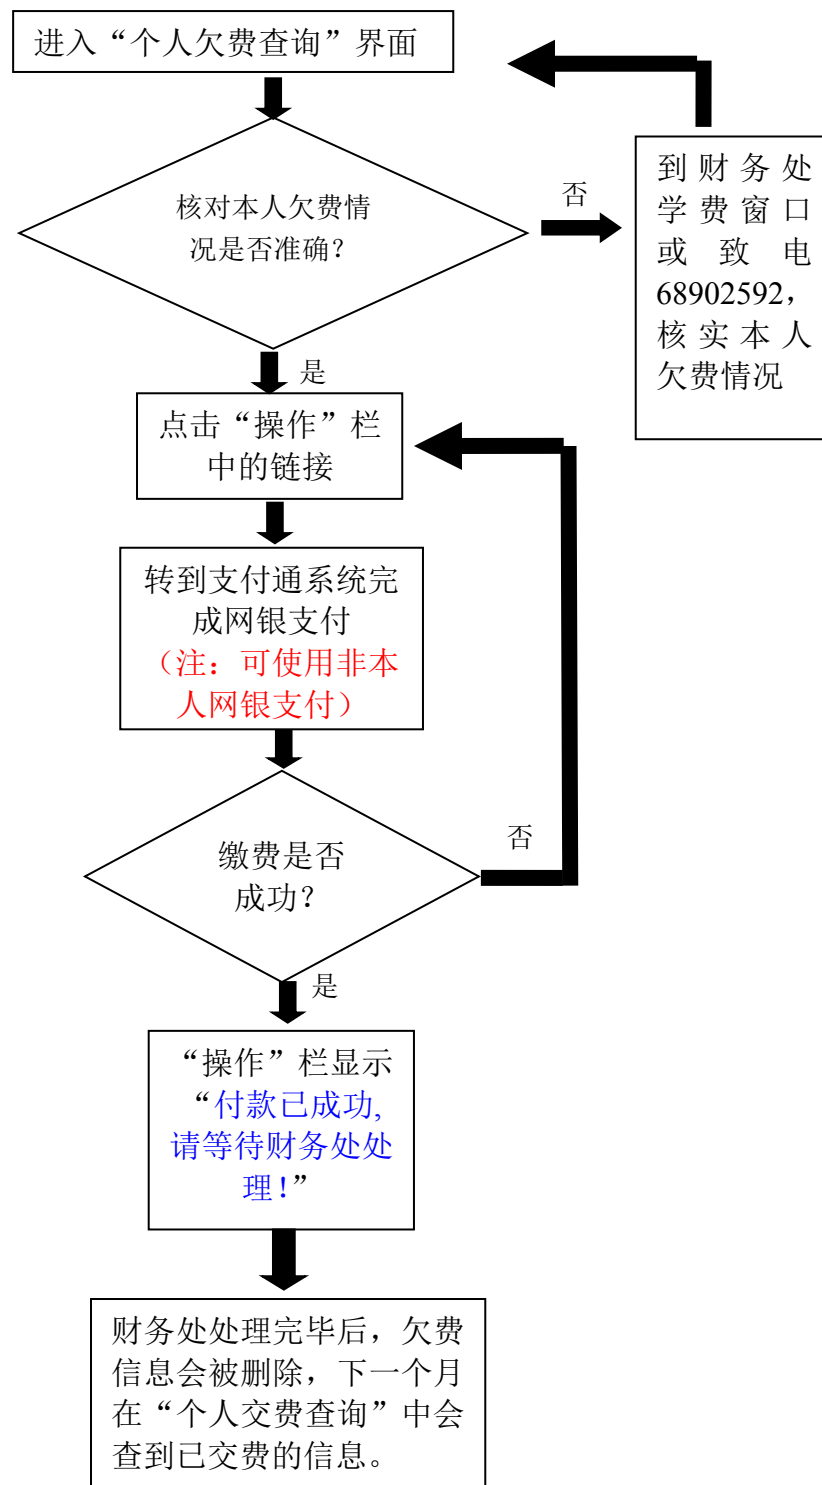 进入“个人欠费查询”界面
核对本人欠费情
况是否准确？
否
到财务处
学费窗口
或致电
68902592，
核实本人
欠费情况
是
点击“操作”栏
中的链接
转到支付通系统完
成网银支付
（注：可使用非本
人网银支付）
缴费是否
成功？
否
是
“操作”栏显示
“付款已成功,
请等待财务处处
理！”
财务处处理完毕后，欠费
信息会被删除，下一个月
在“个人交费查询”中会
查到已交费的信息。